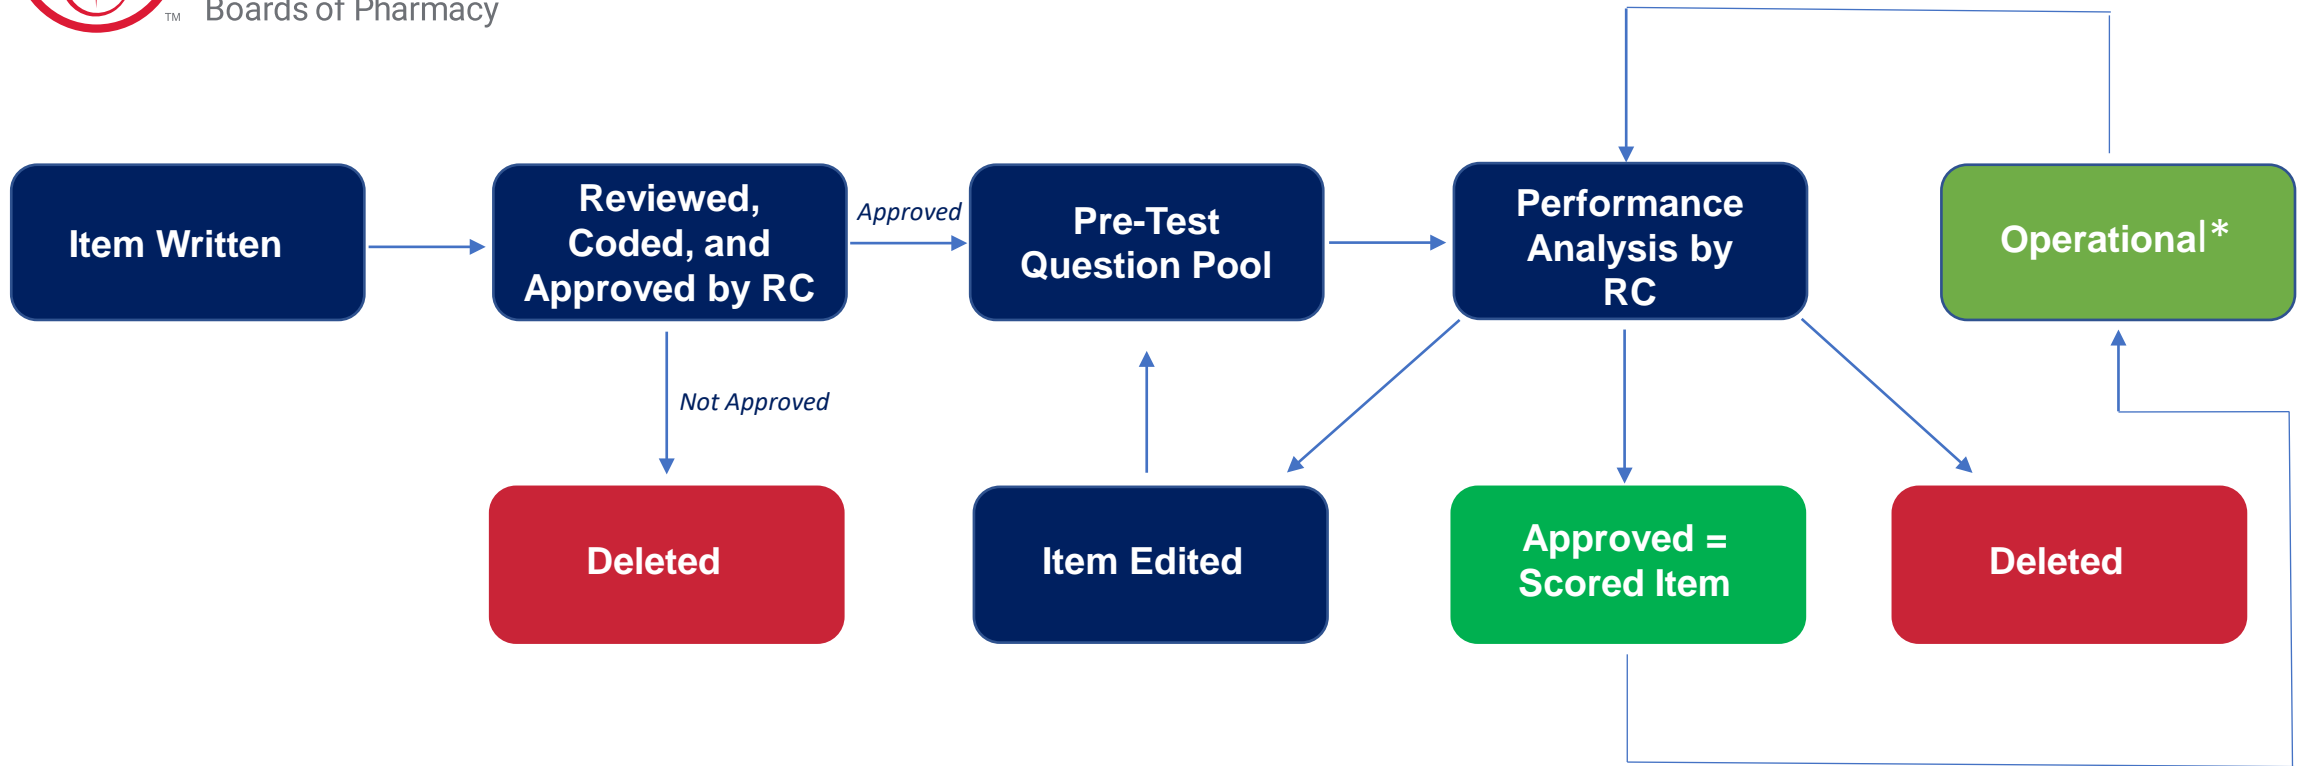 Boards of Pharmacy
TM
Item Written
Reviewed,
Coded, and
Approved by RC
Approved
Pre-Test
Question Pool
Performance
Analysis by
RC
Operational*
Not Approved
Deleted
Item Edited
Approved =
Scored Item
Deleted